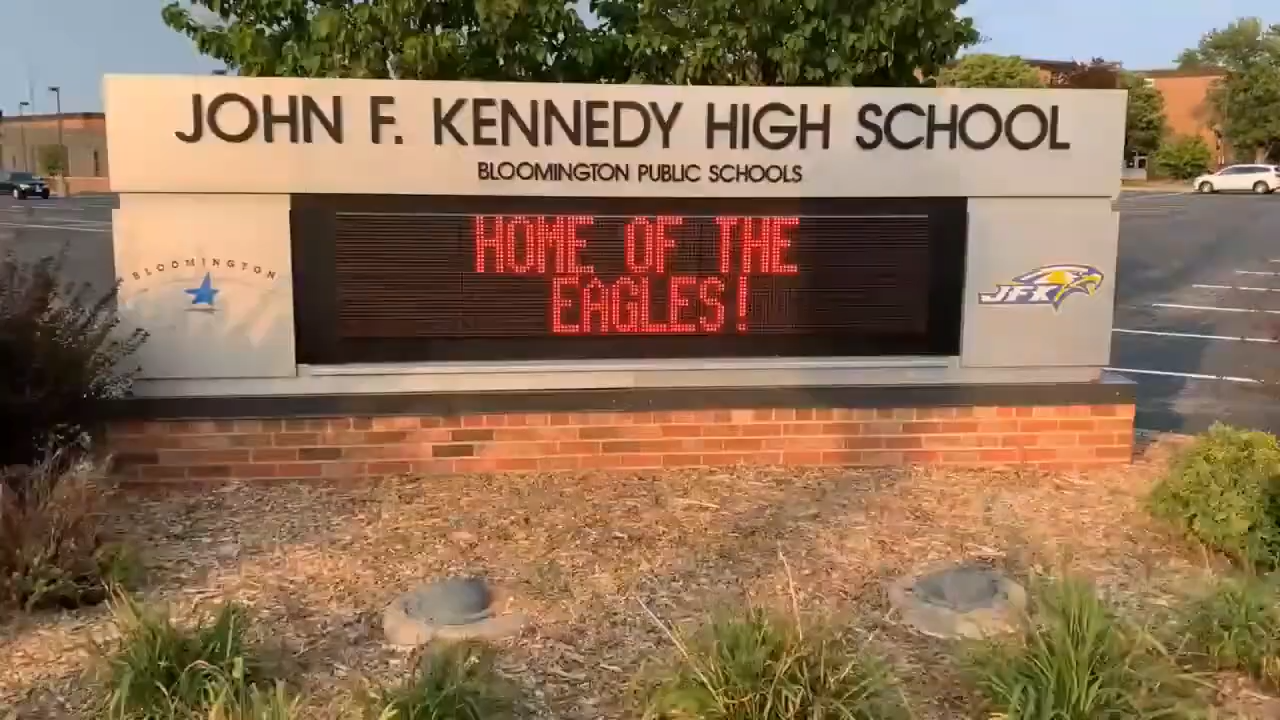 JOHN F. KENNEDY HIGH SCHOOL
BLOOMINGTON PUBLIC SCHOOLS
HOME OF THE
EAGLES!
BLOOMINGTON
JFK